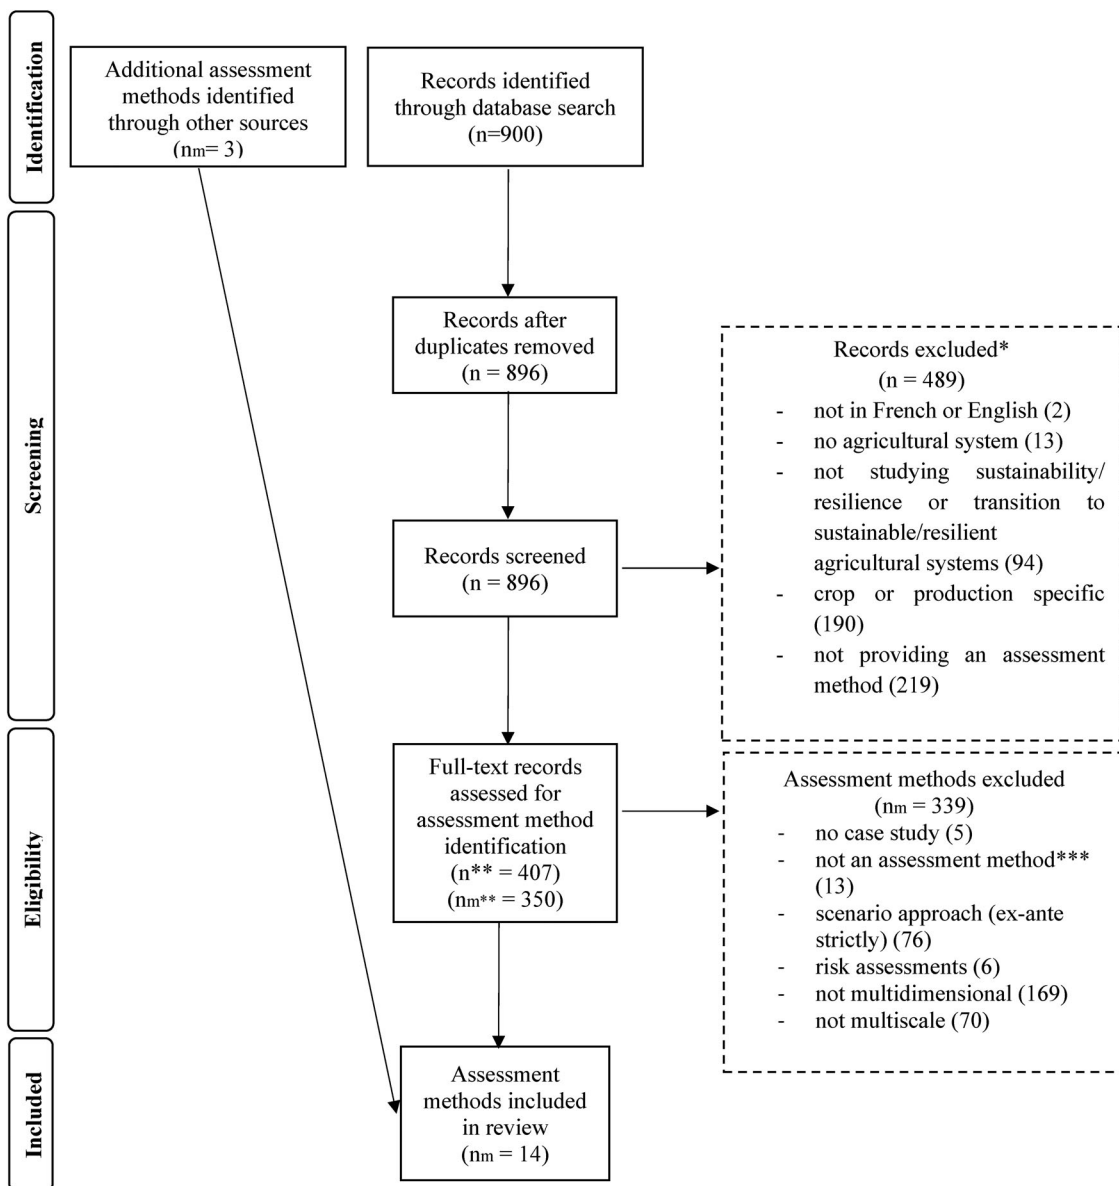 Identification
Additional assessment
methods identified
through other sources
(nm= 3)
Records identified
through database search
(n=900)
Screening
Records after
duplicates removed
(n = 896)
Records screened
(n = 896)
Records excluded*
(n = 489)
- not in French or English (2)
- no agricultural system (13)
- not studying sustainability/
resilience or transition to
sustainable/resilient
agricultural systems (94)
- crop or production specific
(190)
- not providing an assessment
method (219)
Eligibility
Full-text records
assessed for
assessment method
identification
(n** = 407)
(nm** = 350)
Assessment methods excluded
(nm = 339)
- no case study (5)
- not an assessment method***
(13)
- scenario approach (ex-ante
strictly) (76)
- risk assessments (6)
- not multidimensional (169)
- not multiscale (70)
Included
Assessment
methods included
in review
(nm = 14)